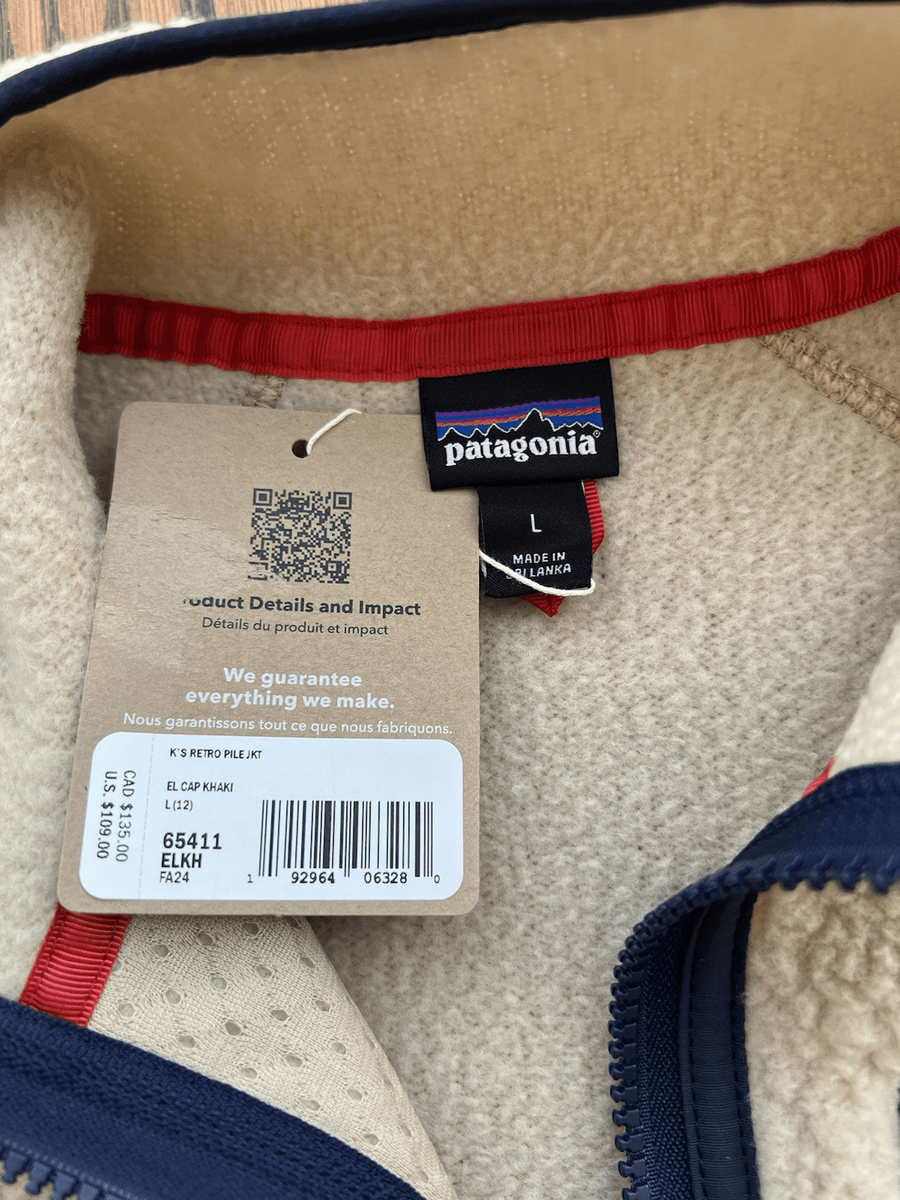 patagonia®
L
MADE IN
SRI LANKA
Product Details and Impact
Détails du produit et impact
We guarantee
everything we make.
Nous garantissons tout ce que nous fabriquons.
K'S RETRO PILE JKT
EL CAP KHAKI
L (12)
65411
ELKH
FA24
CAD $135.00
U.S. $109.00
1 92964 06328 0